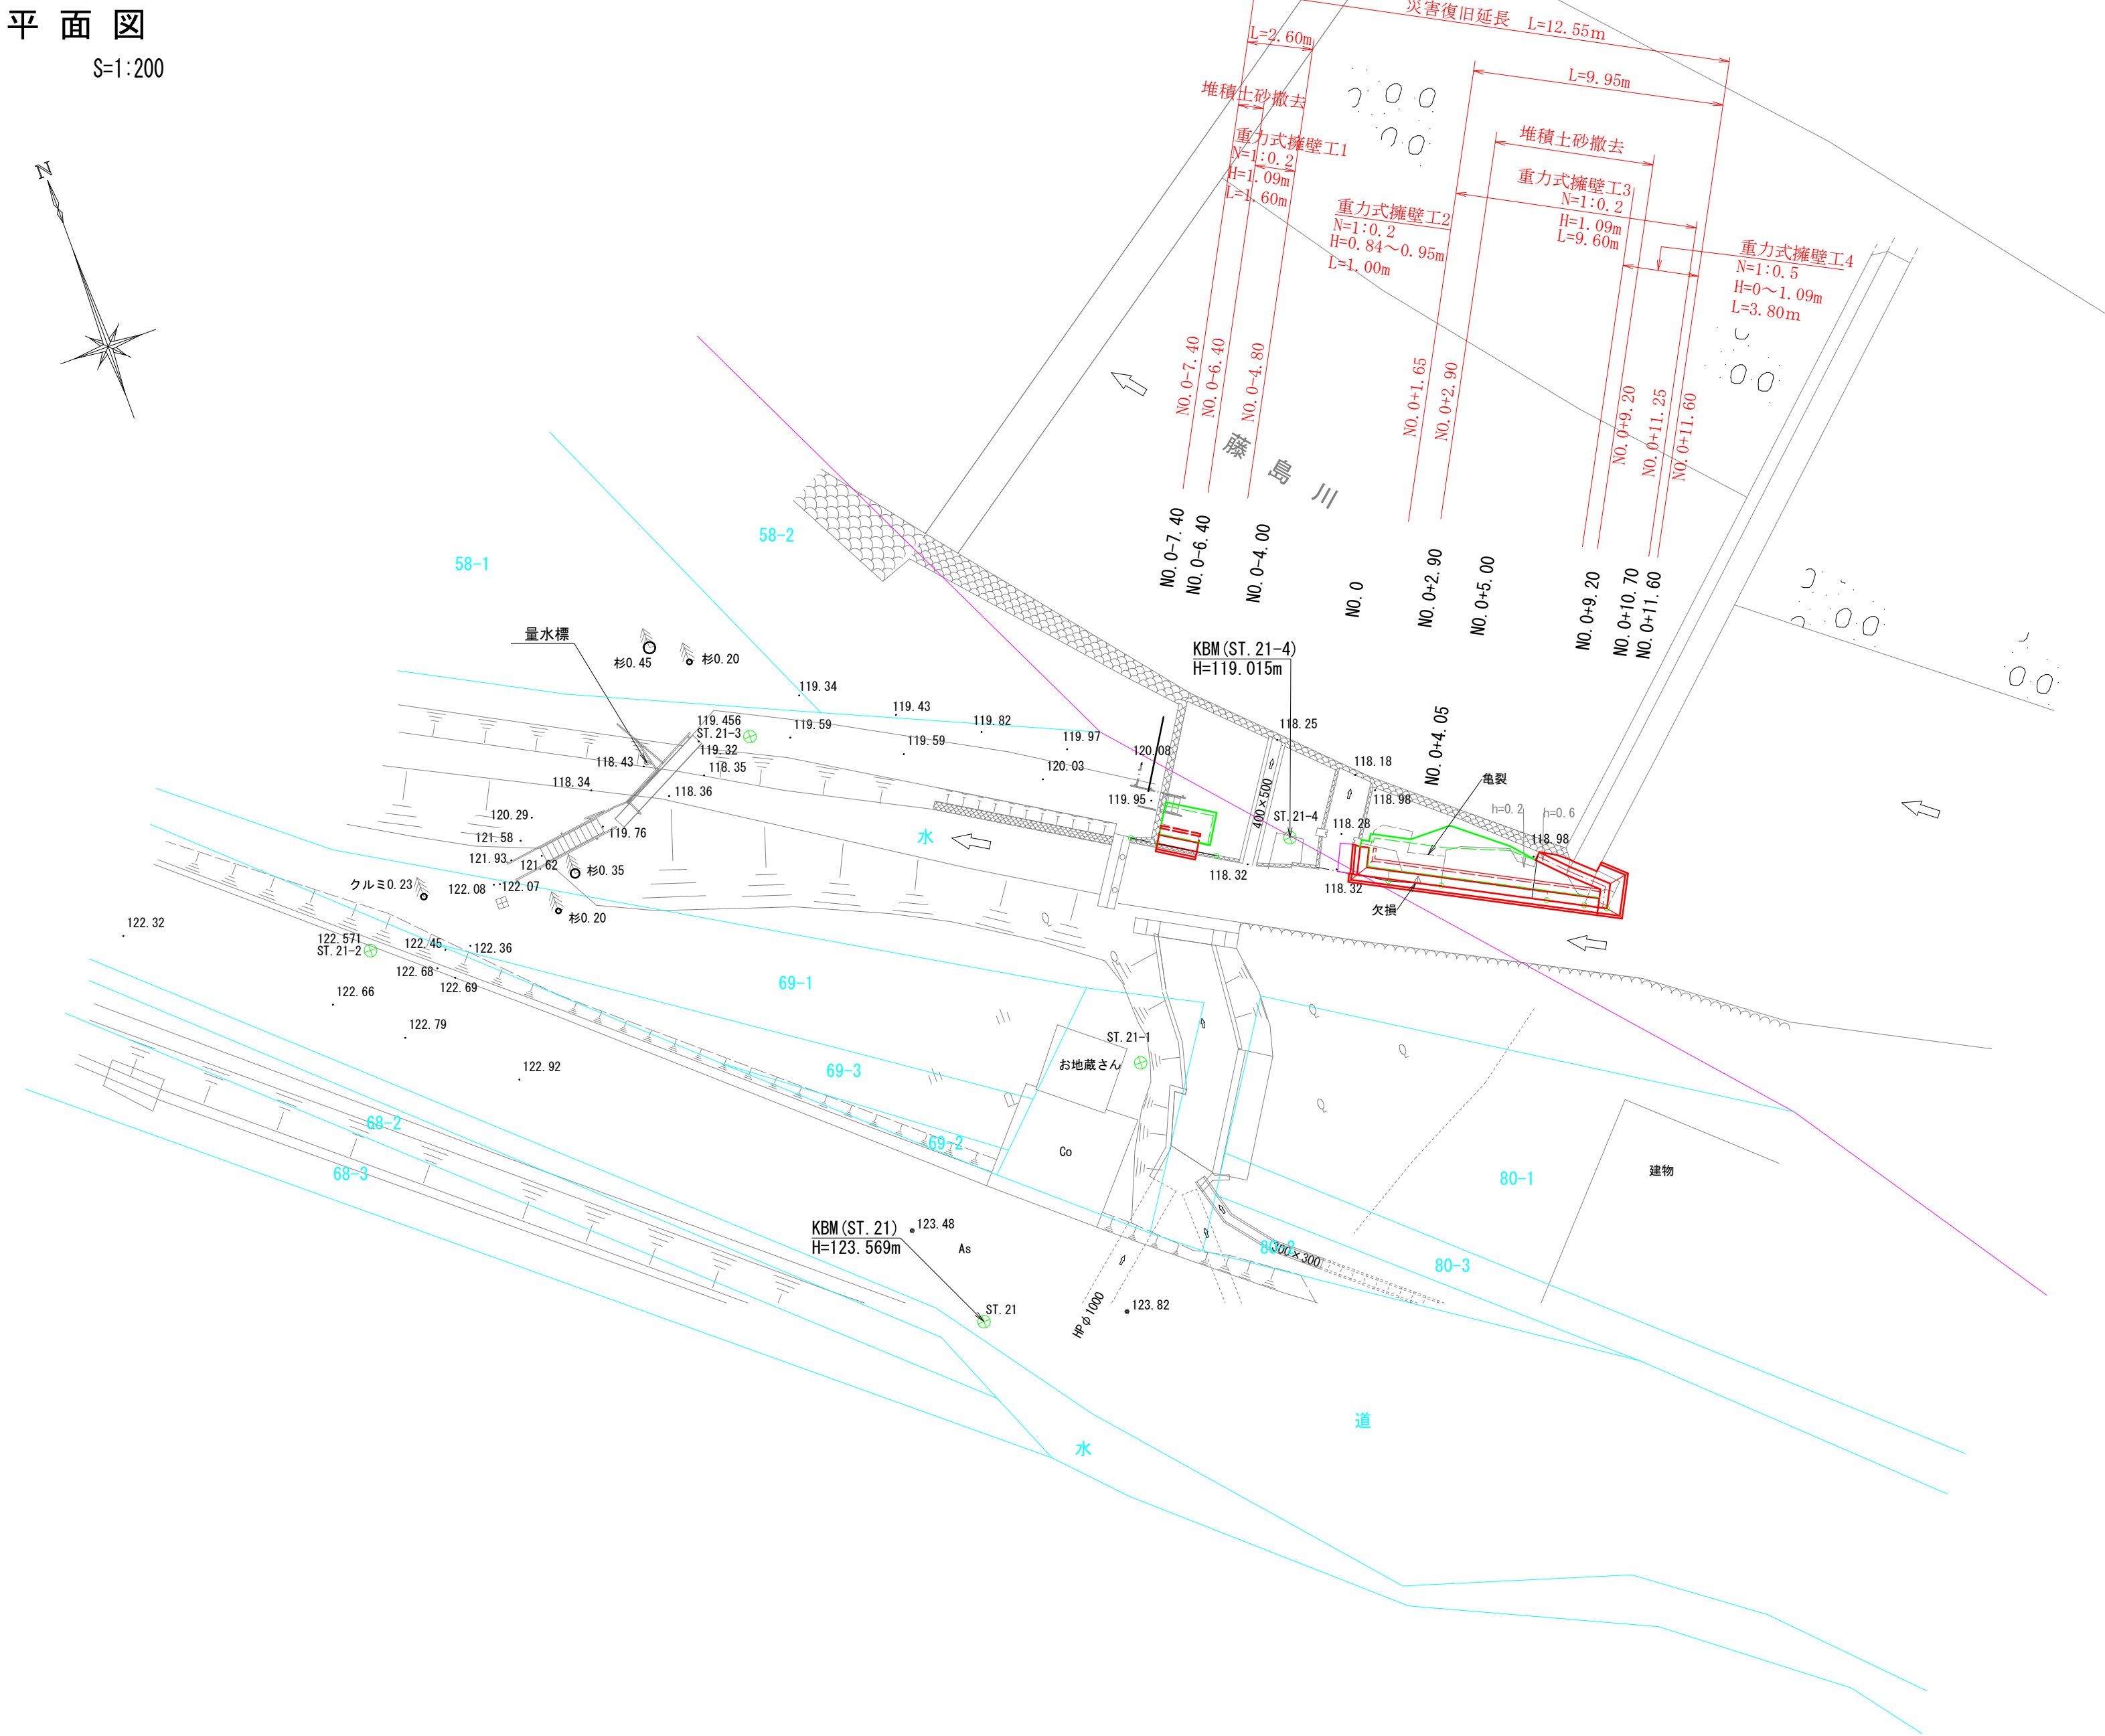 平面図
S=1:200
N
災害復旧延長 L=12.55m
L=2.60m
L=9.95m
堆積土砂撤去
重力式擁壁工1
N=1:0.2
H=1.09m
L=1.60m
堆積土砂撤去
重力式擁壁工3
N=1:0.2
H=1.09m
L=9.60m
重力式擁壁工2
N=1:0.2
H=0.84～0.95m
L=1.00m
重力式擁壁工4
N=1:0.5
H=0～1.09m
L=3.80m
NO.0-7.40
NO.0-6.40
NO.0-4.80
NO.0+1.65
NO.0+2.90
NO.0+9.20
NO.0+11.25
NO.0+11.60
藤島川
NO.0-7.40
NO.0-6.40
NO.0-4.00
NO.0
NO.0+2.90
NO.0+5.00
NO.0+9.20
NO.0+10.70
NO.0+11.60
NO.0+4.05
58-1
58-2
量水標
杉0.45
杉0.20
KBM(ST.21-4)
H=119.015m
119.34
119.43
119.456
ST.21-3
119.59
119.82
119.97
119.59
119.32
120.08
120.03
118.25
118.18
118.43
118.35
118.34
118.36
119.95
400×500
118.98
亀裂
h=0.2
h=0.6
ST.21-4
118.28
118.98
120.29
121.58
119.76
水
121.93
121.62
杉0.35
118.32
118.32
欠損
クルミ0.23
122.08
122.07
杉0.20
122.32
122.571
ST.21-2
122.45
122.36
122.68
122.69
122.66
122.79
122.92
69-1
69-3
69-2
ST.21-1
お地蔵さん
Co
68-2
68-3
80-1
建物
80-2
80-3
300×300
KBM(ST.21)
H=123.569m
123.48
As
ST.21
HPφ1000
123.82
道
水